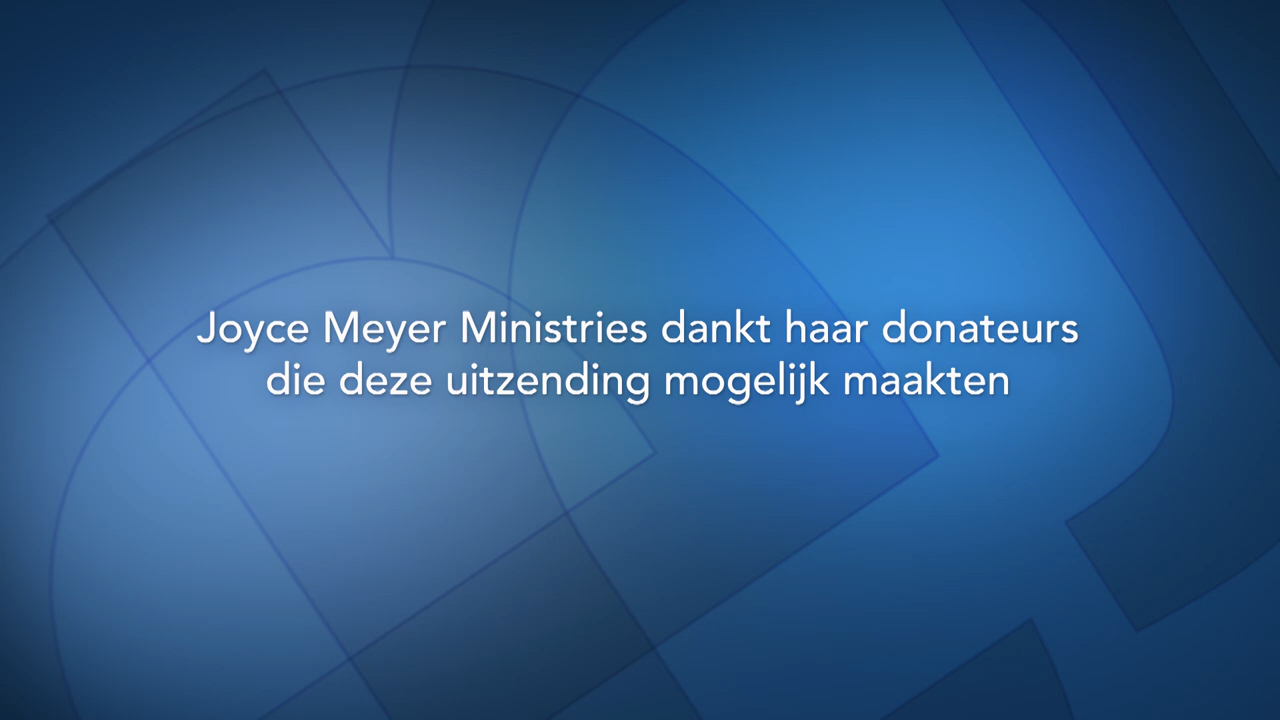 Joyce Meyer Ministries dankt haar donateurs
die deze uitzending mogelijk maakten